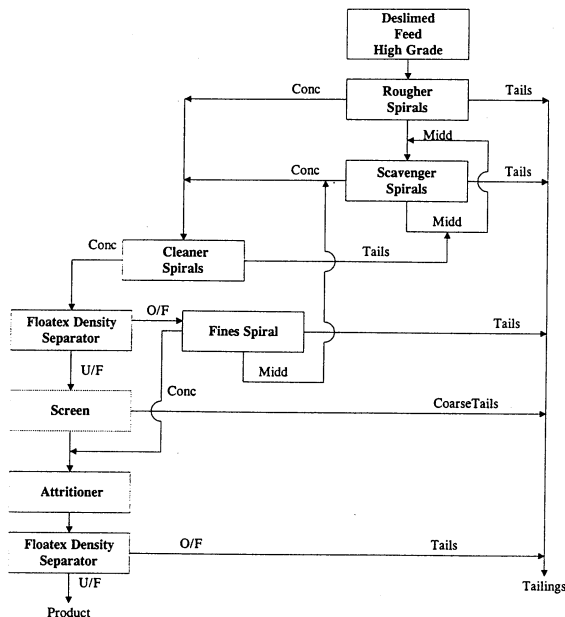 Deslimed
Feed
High Grade
Conc
Rougher
Spirals
Tails
Midd
Conc
Scavenger
Spirals
Tails
Midd
Conc
Cleaner
Spirals
Tails
Floatex Density
Separator
O/F
Fines Spiral
Tails
U/F
Conc
Midd
Screen
CoarseTails
Attritioner
Floatex Density
Separator
O/F
Tails
U/F
Product
Tailings